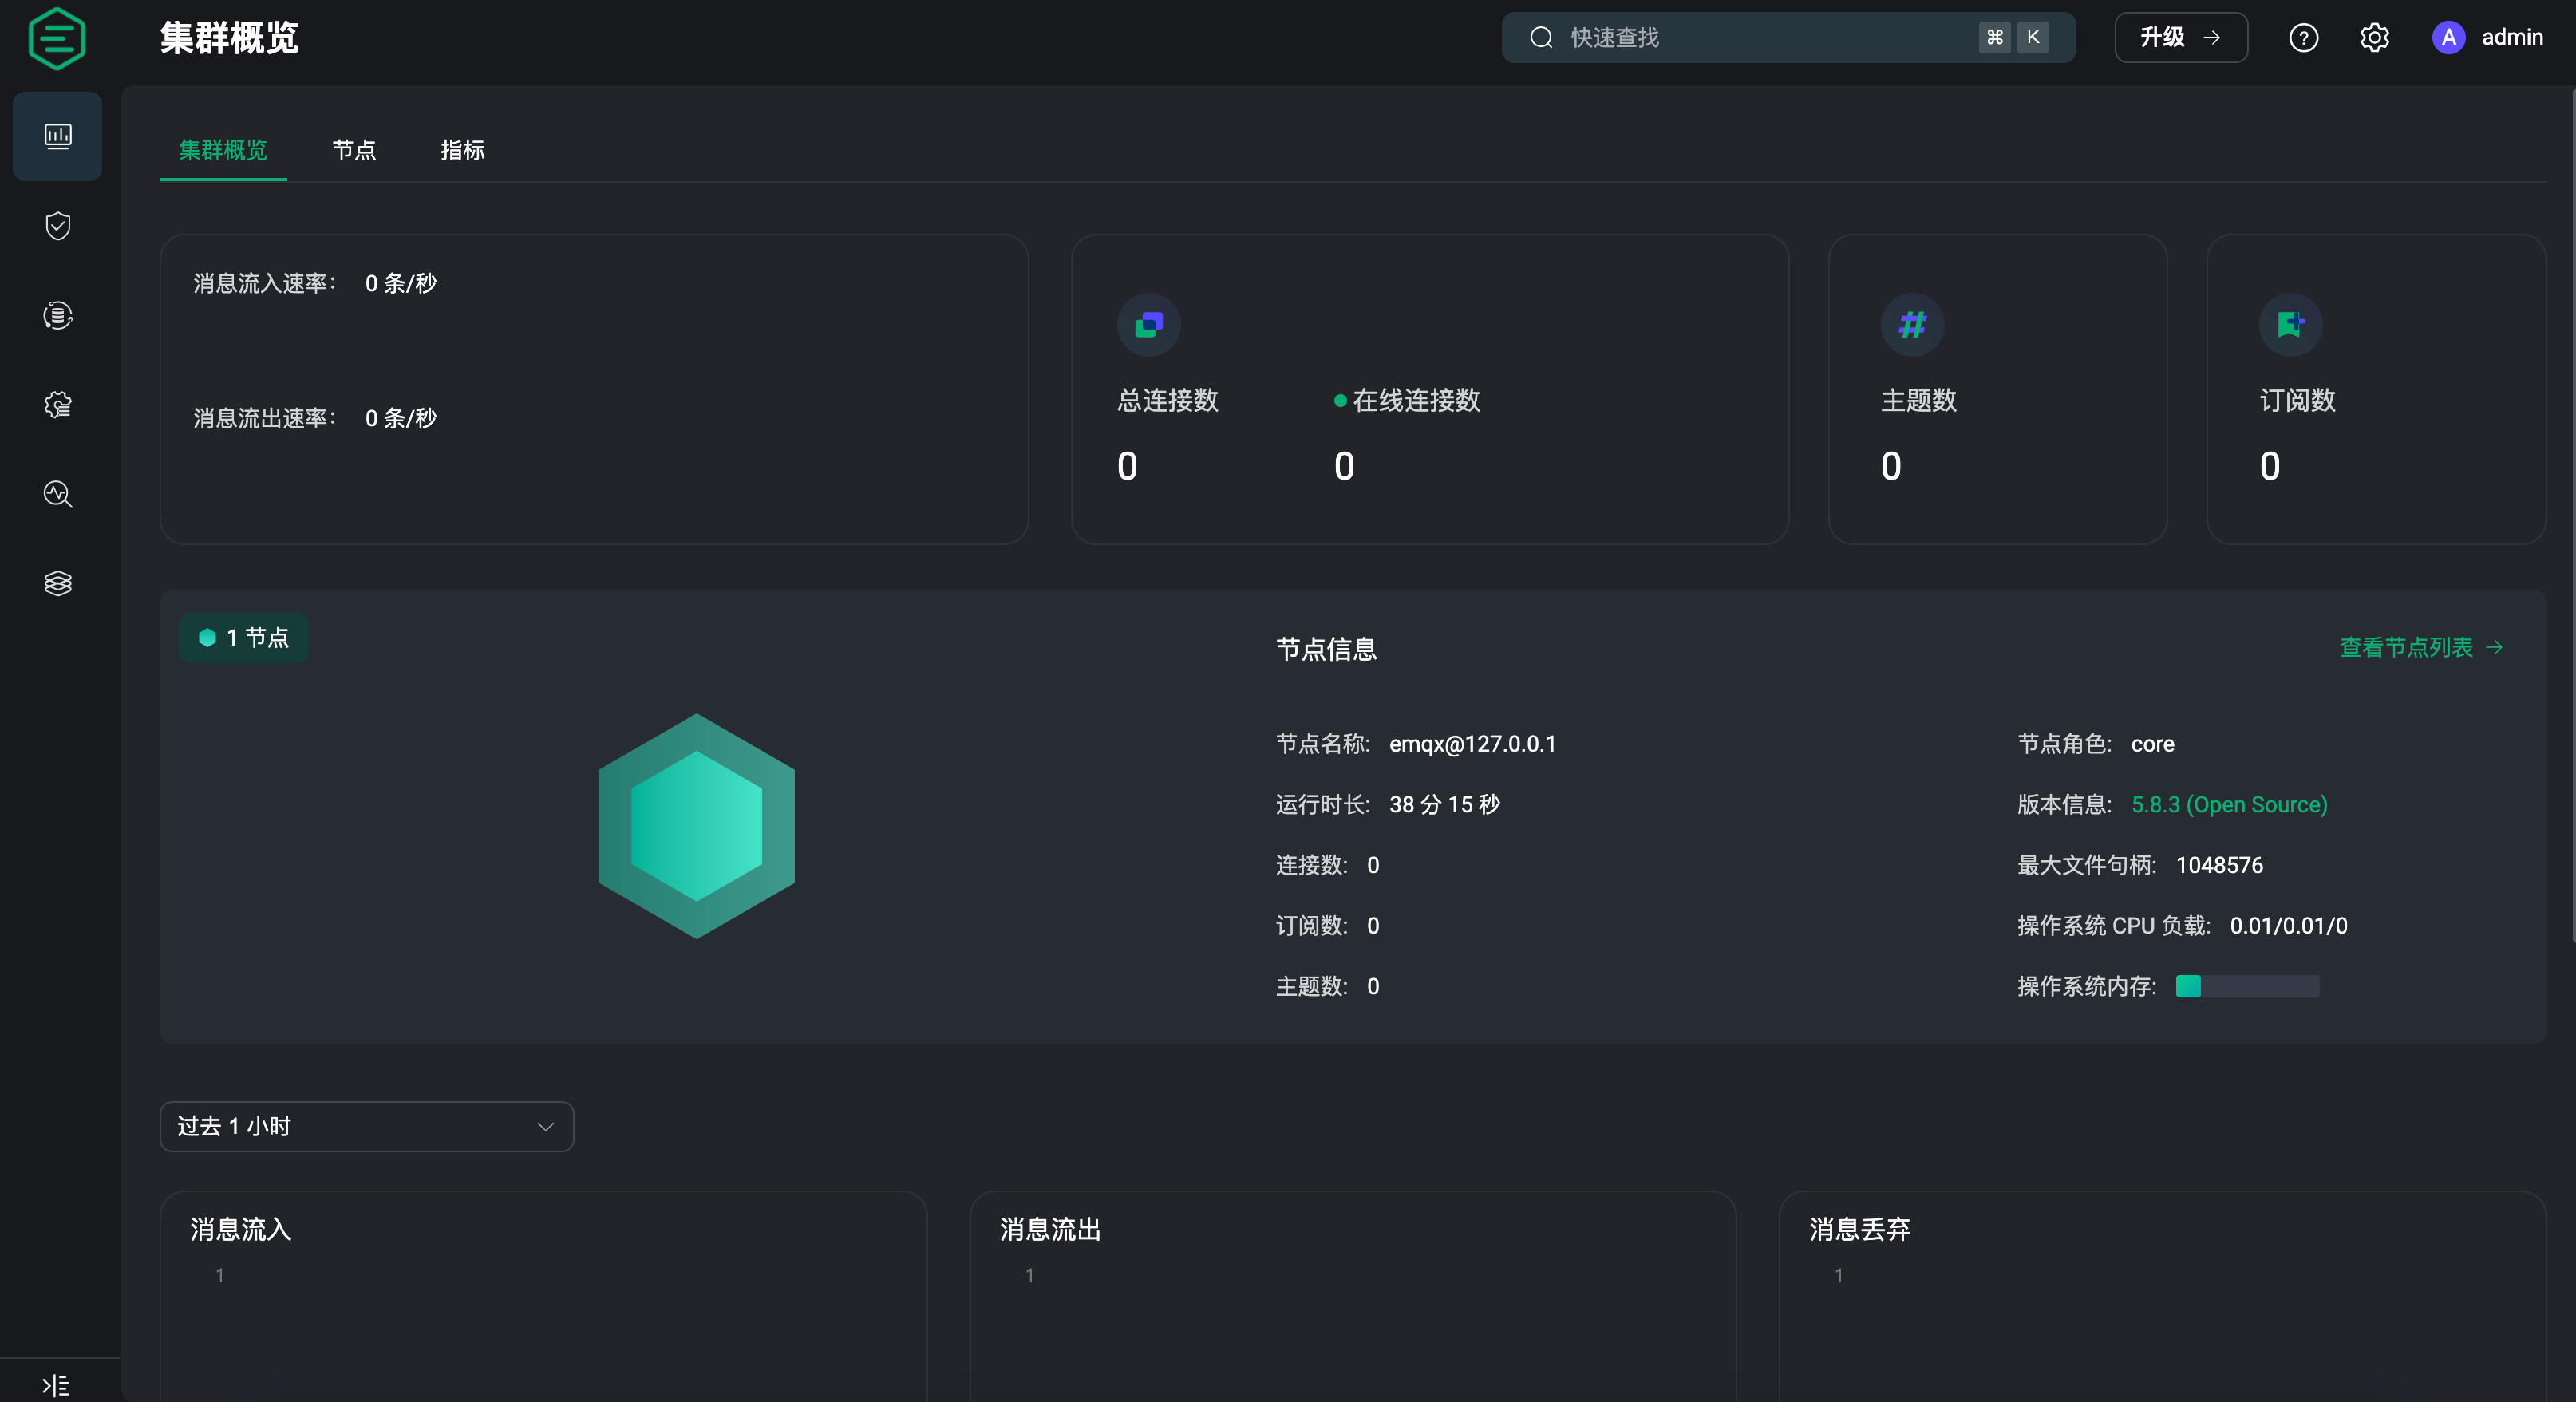 集群概览
快速查找
⌘ K
升级 →
A admin
集群概览
节点
指标
消息流入速率： 0 条/秒
消息流出速率： 0 条/秒
总连接数
0
在线连接数
0
主题数
0
订阅数
0
1 节点
节点信息
查看节点列表 →
节点名称: emqx@127.0.0.1
节点角色: core
运行时长: 38 分 15 秒
版本信息: 5.8.3 (Open Source)
连接数: 0
最大文件句柄: 1048576
订阅数: 0
操作系统 CPU 负载: 0.01/0.01/0
主题数: 0
操作系统内存:
过去 1 小时
消息流入
1
消息流出
1
消息丢弃
1